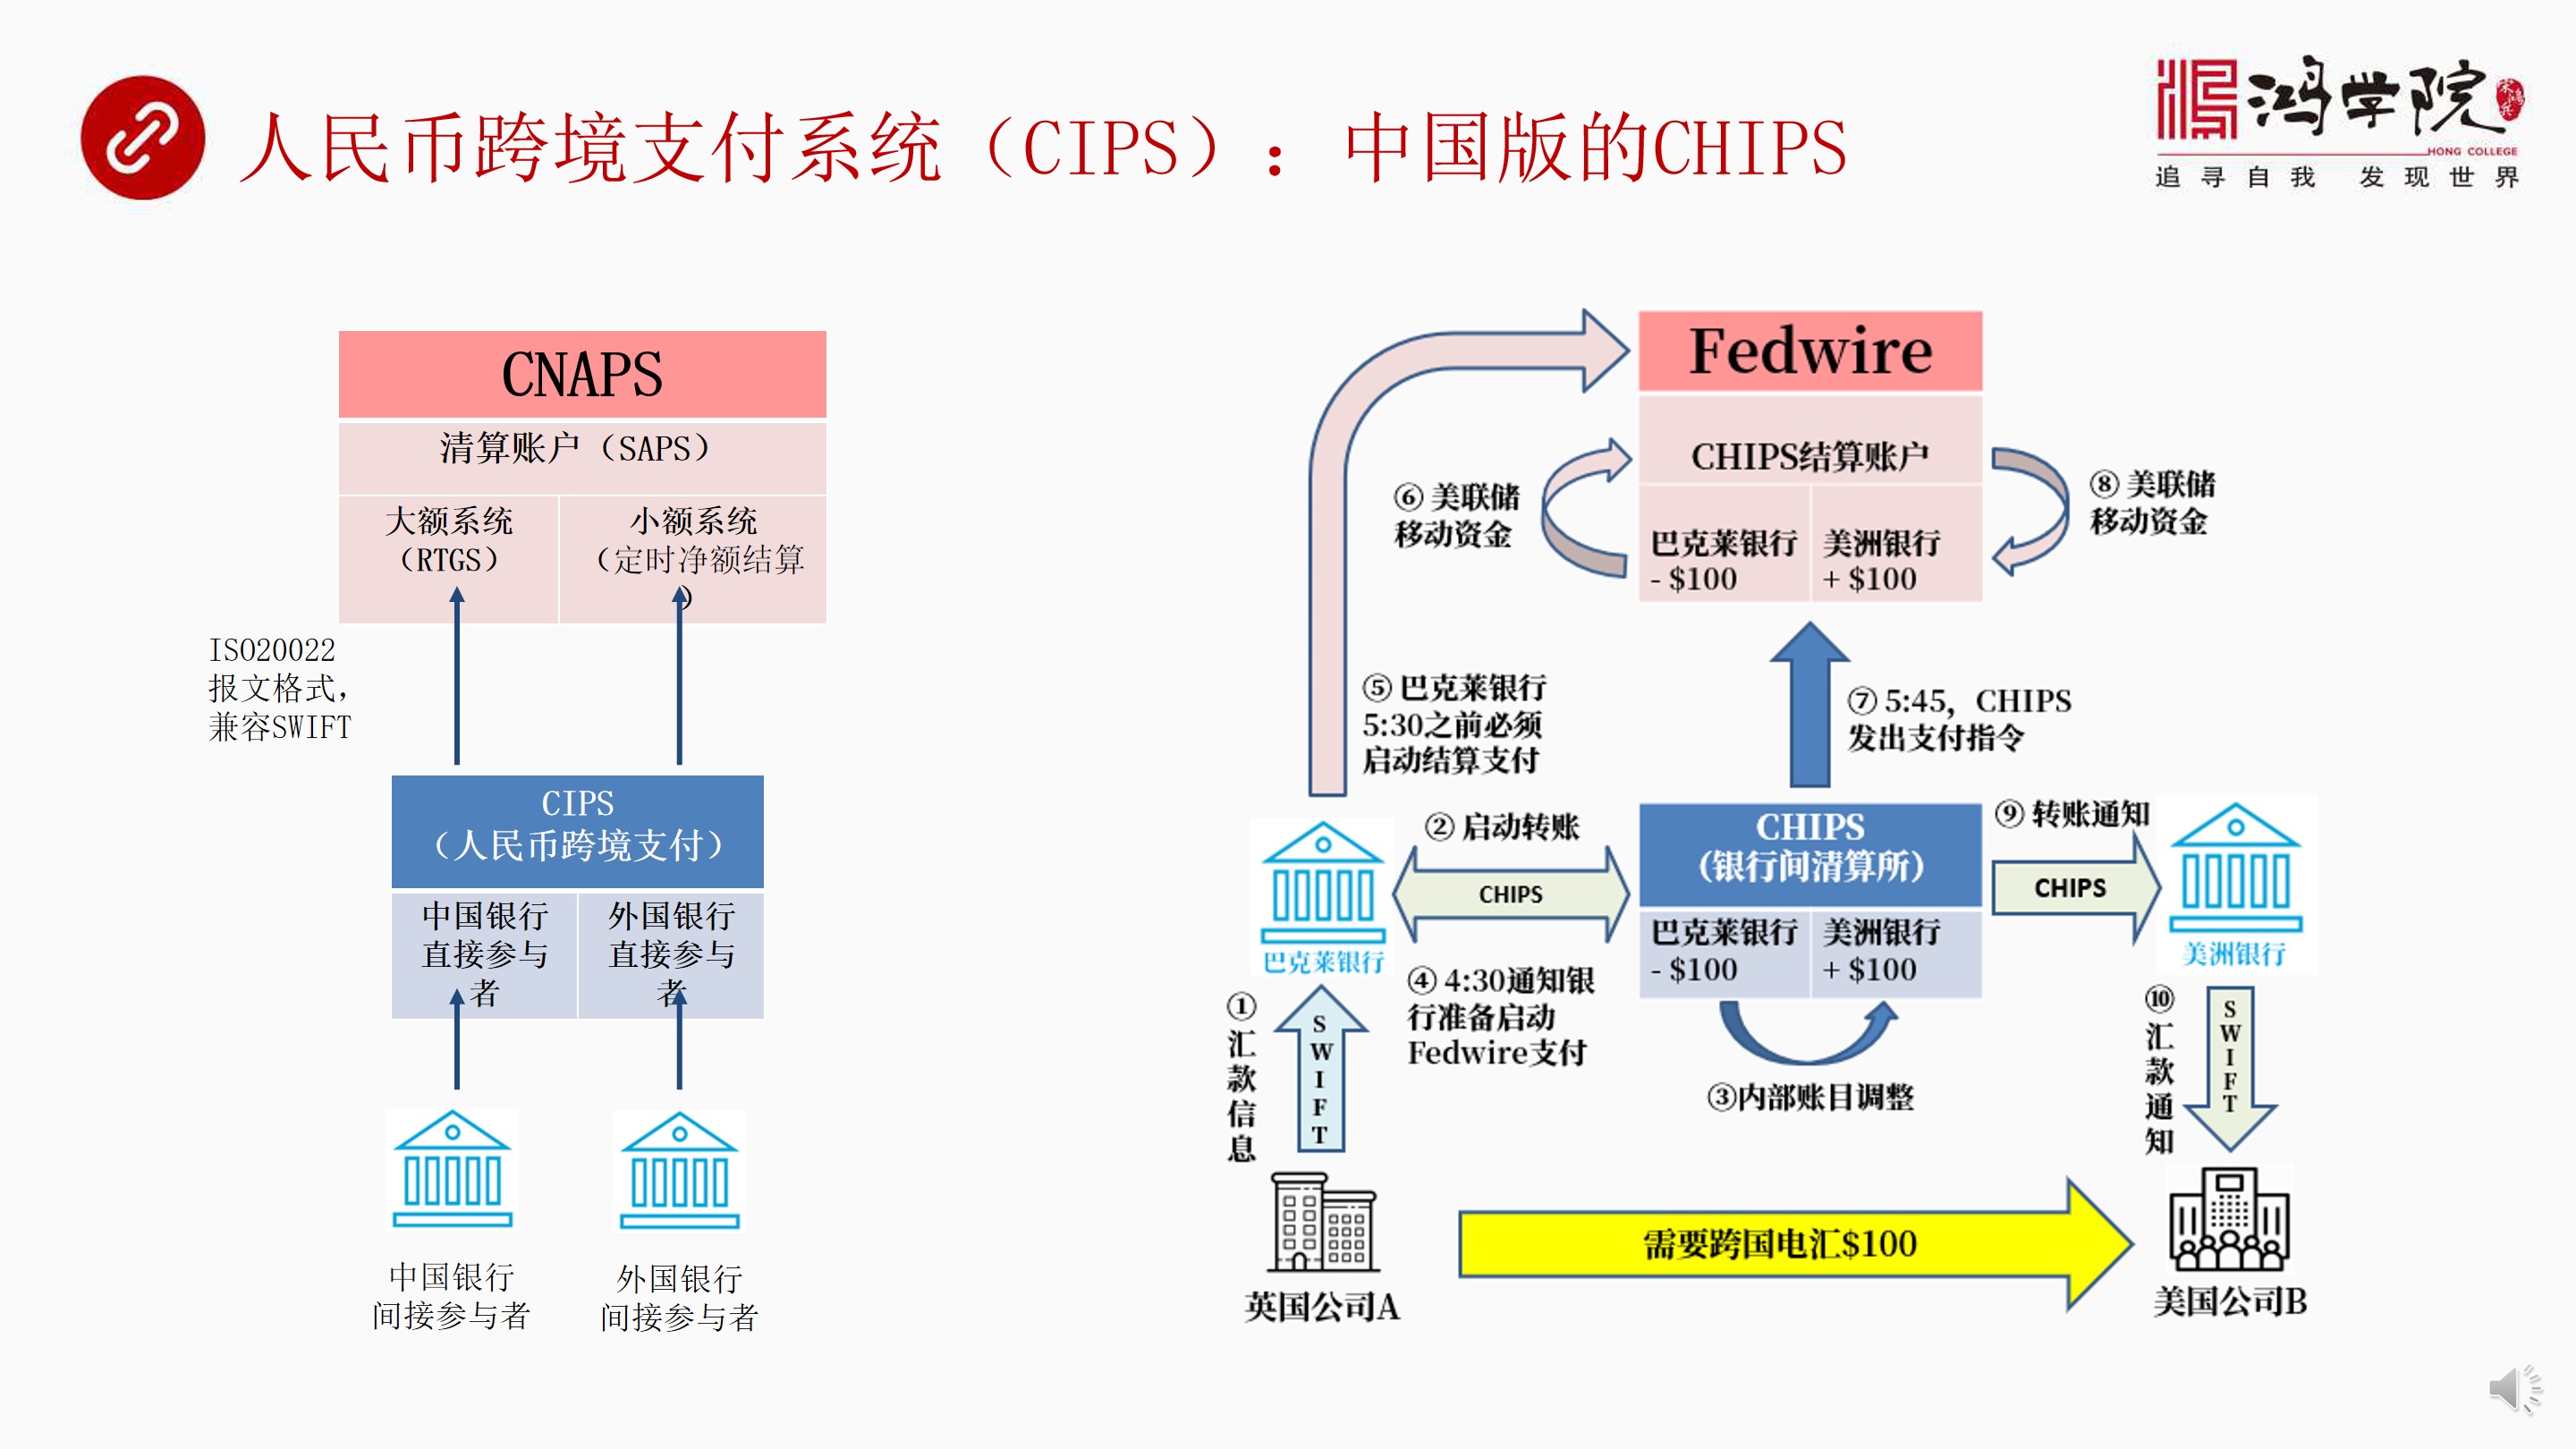 人民币跨境支付系统（CIPS）：中国版的CHIPS
鸿学院
HONG COLLEGE
追寻自我 发现世界
CNAPS
清算账户（SAPS）
大额系统
（RTGS）
小额系统
（定时净额结算
）
ISO20022
报文格式，
兼容SWIFT
CIPS
（人民币跨境支付）
中国银行
直接参与
者
外国银行
直接参与
者
中国银行
间接参与者
外国银行
间接参与者
Fedwire
CHIPS结算账户
巴克莱银行
- $100
美洲银行
+ $100
⑥ 美联储
移动资金
⑧ 美联储
移动资金
⑤ 巴克莱银行
5:30之前必须
启动结算支付
⑦ 5:45，CHIPS
发出支付指令
② 启动转账
CHIPS
CHIPS
(银行间清算所)
巴克莱银行
- $100
美洲银行
+ $100
⑨ 转账通知
CHIPS
巴克莱银行
美洲银行
④ 4:30通知银
行准备启动
Fedwire支付
③内部账目调整
①汇款信息
SWIFT
⑩汇款通知
SWIFT
需要跨国电汇$100
英国公司A
美国公司B